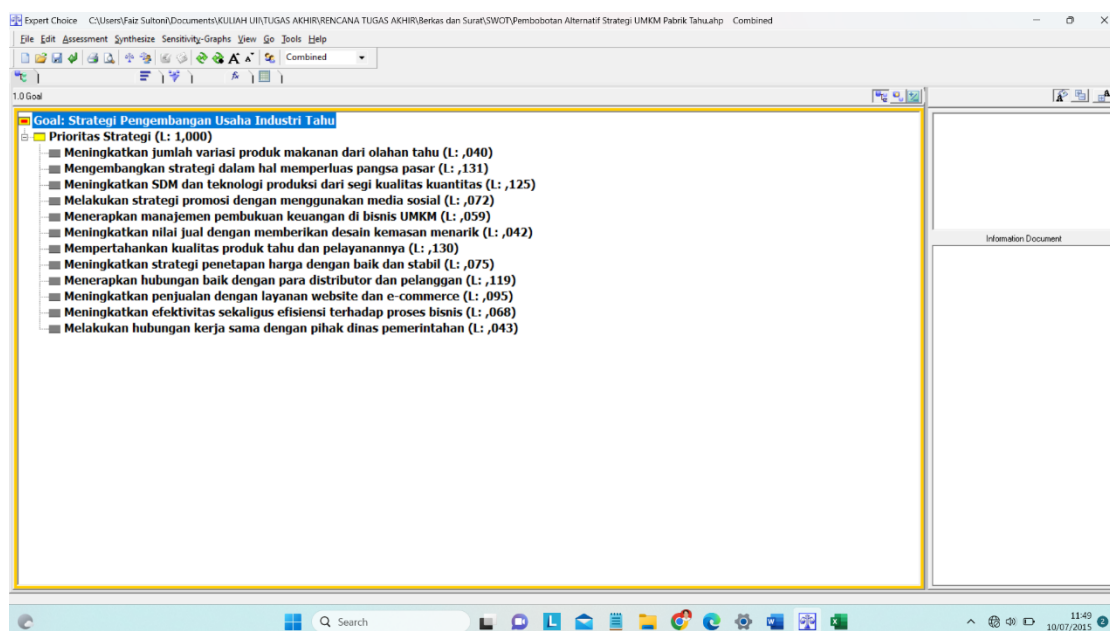 Expert Choice C:\Users\Faiz Sultoni\Documents\KULIAH UII\TUGAS AKHIR\RENCANA TUGAS AKHIR\Berkas dan Surat\SWOT\Pembobotan Alternatif Strategi UMKM Pabrik Tahu.ahp Combined
File Edit Assessment Synthesize Sensitivity-Graphs View Go Tools Help
Combined
1.0 Goal
Goal: Strategi Pengembangan Usaha Industri Tahu
Prioritas Strategi (L: 1,000)
Meningkatkan jumlah variasi produk makanan dari olahan tahu (L: ,040)
Mengembangkan strategi dalam hal memperluas pangsa pasar (L: ,131)
Meningkatkan SDM dan teknologi produksi dari segi kualitas kuantitas (L: ,125)
Melakukan strategi promosi dengan menggunakan media sosial (L: ,072)
Menerapkan manajemen pembukuan keuangan di bisnis UMKM (L: ,059)
Meningkatkan nilai jual dengan memberikan desain kemasan menarik (L: ,042)
Mempertahankan kualitas produk tahu dan pelayanannya (L: ,130)
Meningkatkan strategi penetapan harga dengan baik dan stabil (L: ,075)
Menerapkan hubungan baik dengan para distributor dan pelanggan (L: ,119)
Meningkatkan penjualan dengan layanan website dan e-commerce (L: ,095)
Meningkatkan efektivitas sekaligus efisiensi terhadap proses bisnis (L: ,068)
Melakukan hubungan kerja sama dengan pihak dinas pemerintahan (L: ,043)
Information Document
Search
11:49
10/07/2015